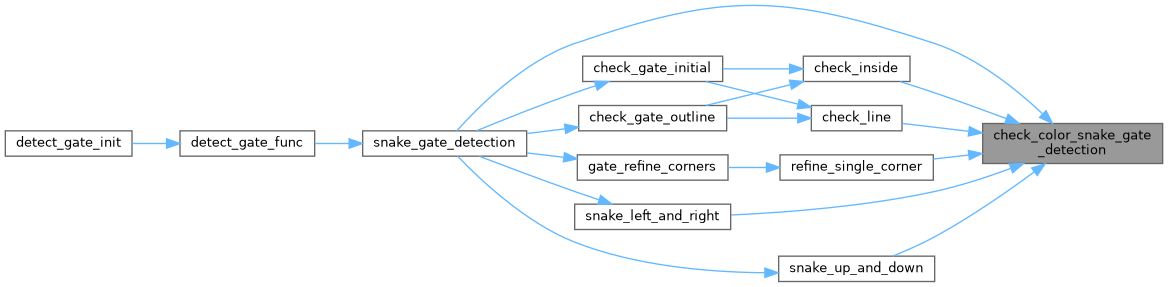 check_gate_initial
check_inside
check_gate_outline
check_line
detect_gate_init
detect_gate_func
snake_gate_detection
check_color_snake_gate
_detection
gate_refine_corners
refine_single_corner
snake_left_and_right
snake_up_and_down